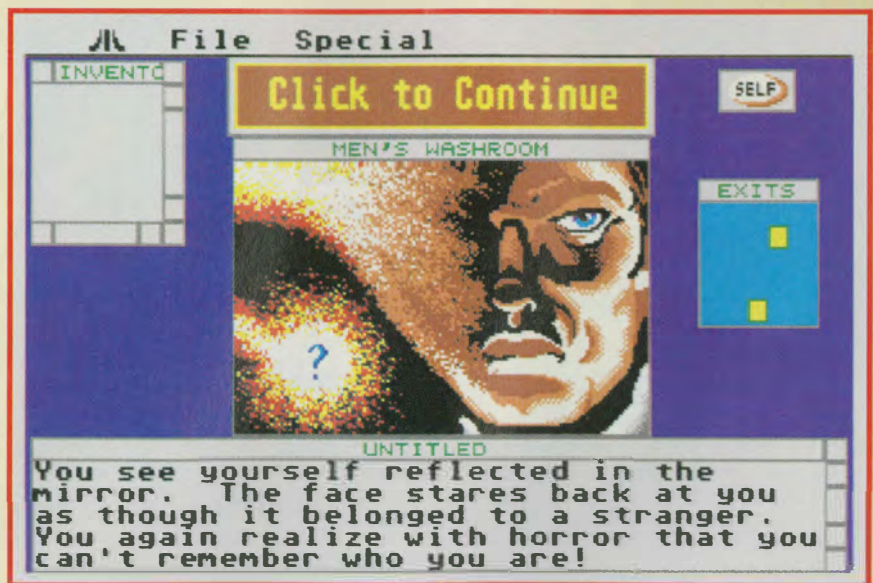 File Special
INVENTO
Click to Continue
SELF
MEN'S WASHROOM
EXITS
?
UNTITLED
You see yourself reflected in the
mirror. The face stares back at you
as though it belonged to a stranger.
You again realize with horror that you
can't remember who you are!